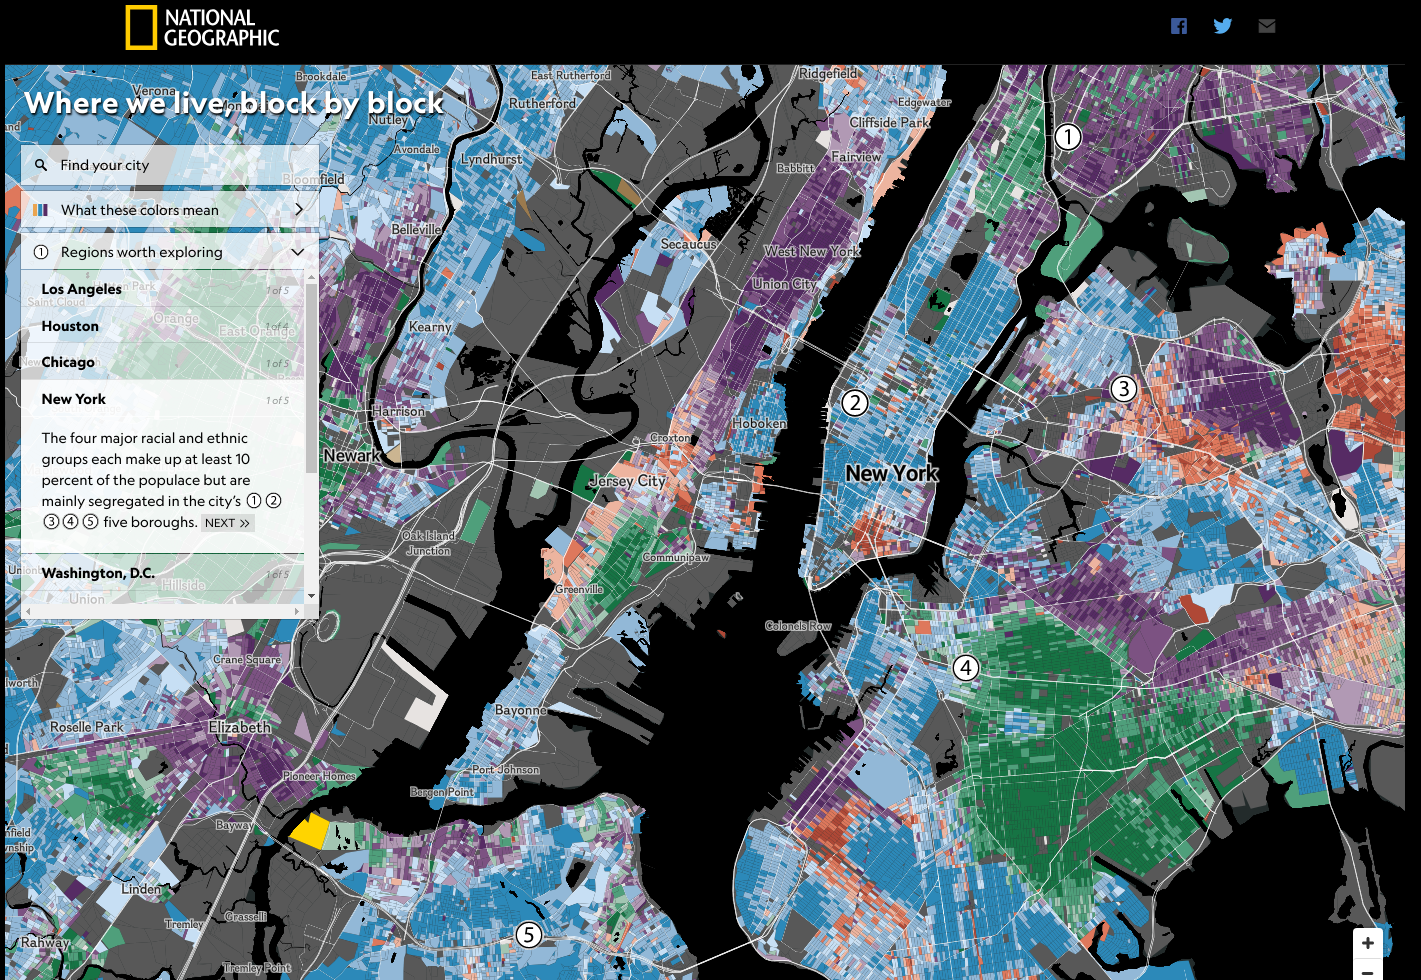 NATIONAL
GEOGRAPHIC
Where we live, block by block
Find your city
What these colors mean
1 Regions worth exploring
Los Angeles 1 of 5
Houston
Chicago 1 of 5
New York 1 of 5
The four major racial and ethnic
groups each make up at least 10
percent of the populace but are
mainly segregated in the city's 1 2
3 4 5 five boroughs. NEXT >>
Washington, D.C. 1 of 5
Brookdale
Verona
Nutley
Avondale
Bloomfield
Belleville
East Rutherford
Rutherford
Lyndhurst
Ridgefield
Edgewater
Cliffside Park
Fairview
Babbitt
Secaucus
West New York
Union City
Kearny
Orange
East Orange
Saint Cloud
Harrison
Newark
Croxton
Hoboken
Jersey City
New York
Oak Island
Junction
Communipaw
Greenville
Colonels Row
Hillside
Union
Crane Square
Roselle Park
Elizabeth
Bayonne
Pioneer Homes
Port Johnson
Bergen Point
Bayway
Linden
Tremley
Grasselli
Rahway
Tremley Point
1
2
3
4
5
+
−